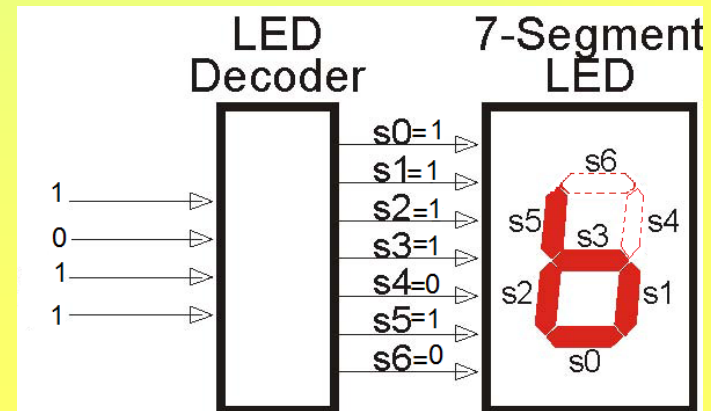 LED
Decoder
7-Segment
LED
1
0
1
1
s0=1
s1=1
s2=1
s3=1
s4=0
s5=1
s6=0
s6
s5
s4
s3
s2
s1
s0